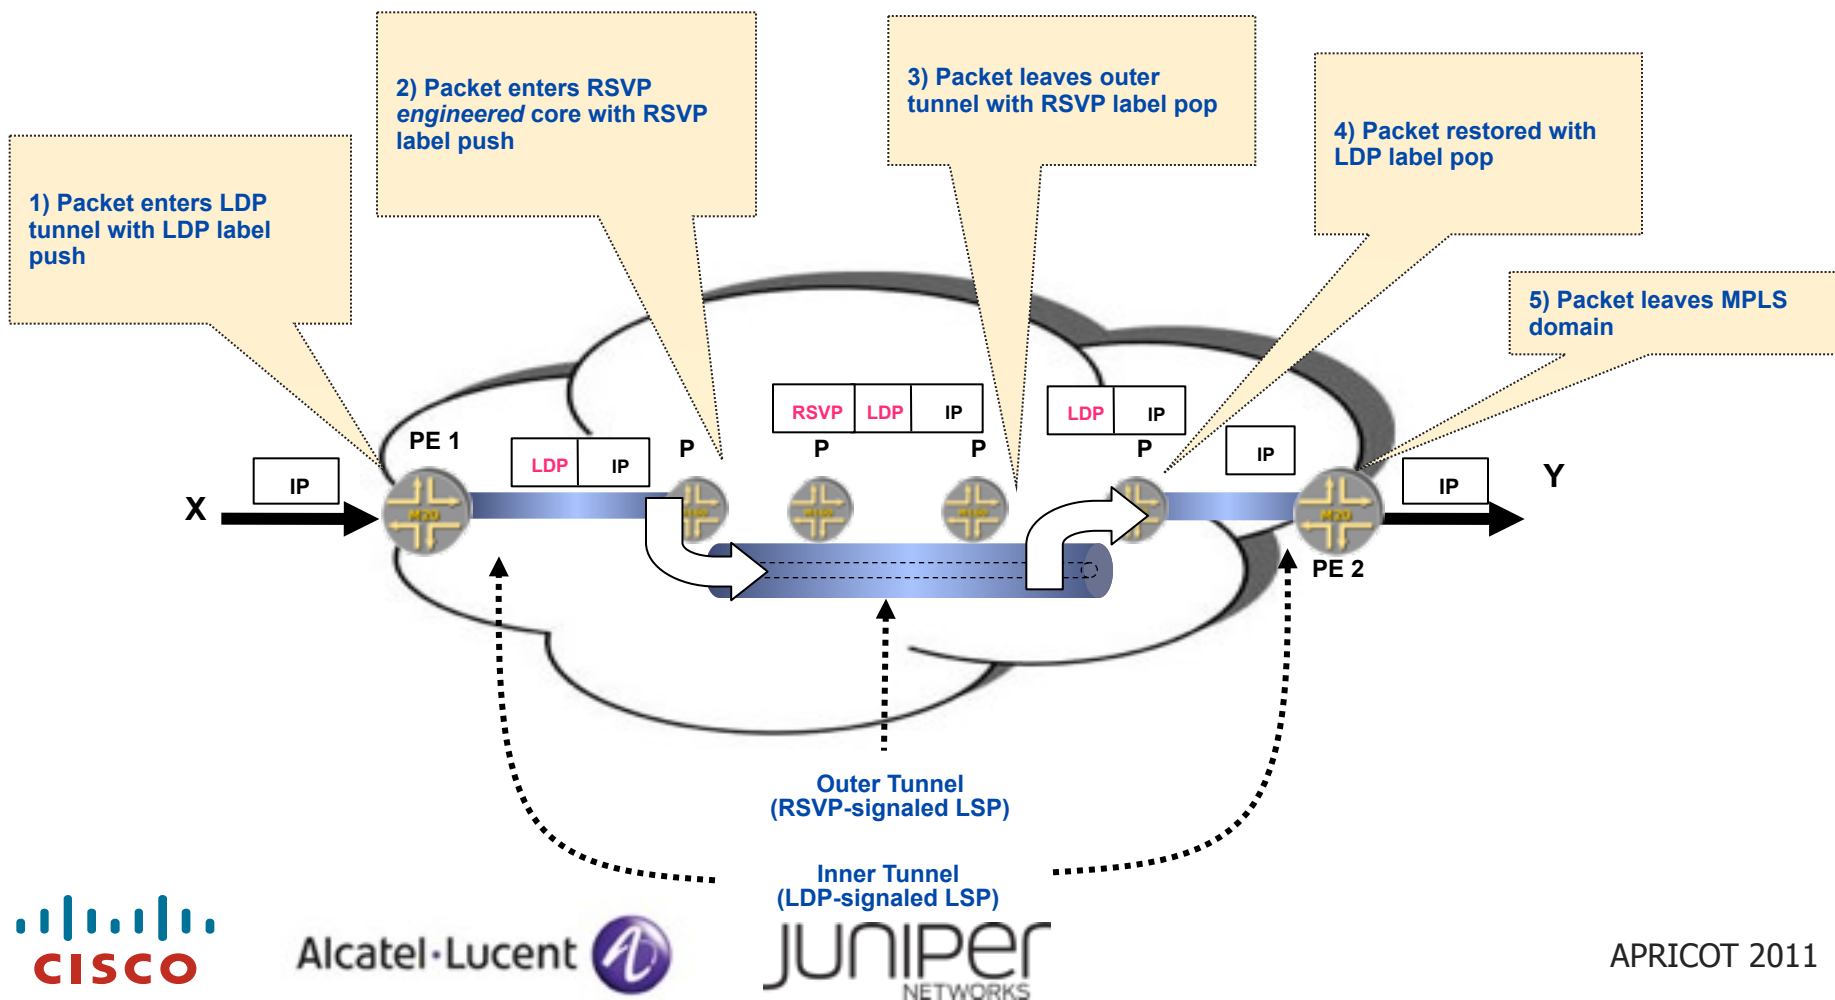 1) Packet enters LDP
tunnel with LDP label
push
2) Packet enters RSVP
engineered core with RSVP
label push
3) Packet leaves outer
tunnel with RSVP label pop
4) Packet restored with
LDP label pop
5) Packet leaves MPLS
domain
RSVP LDP IP
LDP IP
PE 1
P
P
P
P
LDP IP
IP
X
IP
IP
Y
M20
M20
PE 2
Outer Tunnel
(RSVP-signaled LSP)
Inner Tunnel
(LDP-signaled LSP)
CISCO
Alcatel·Lucent
JUNIPEr
NETWORKS
APRICOT 2011